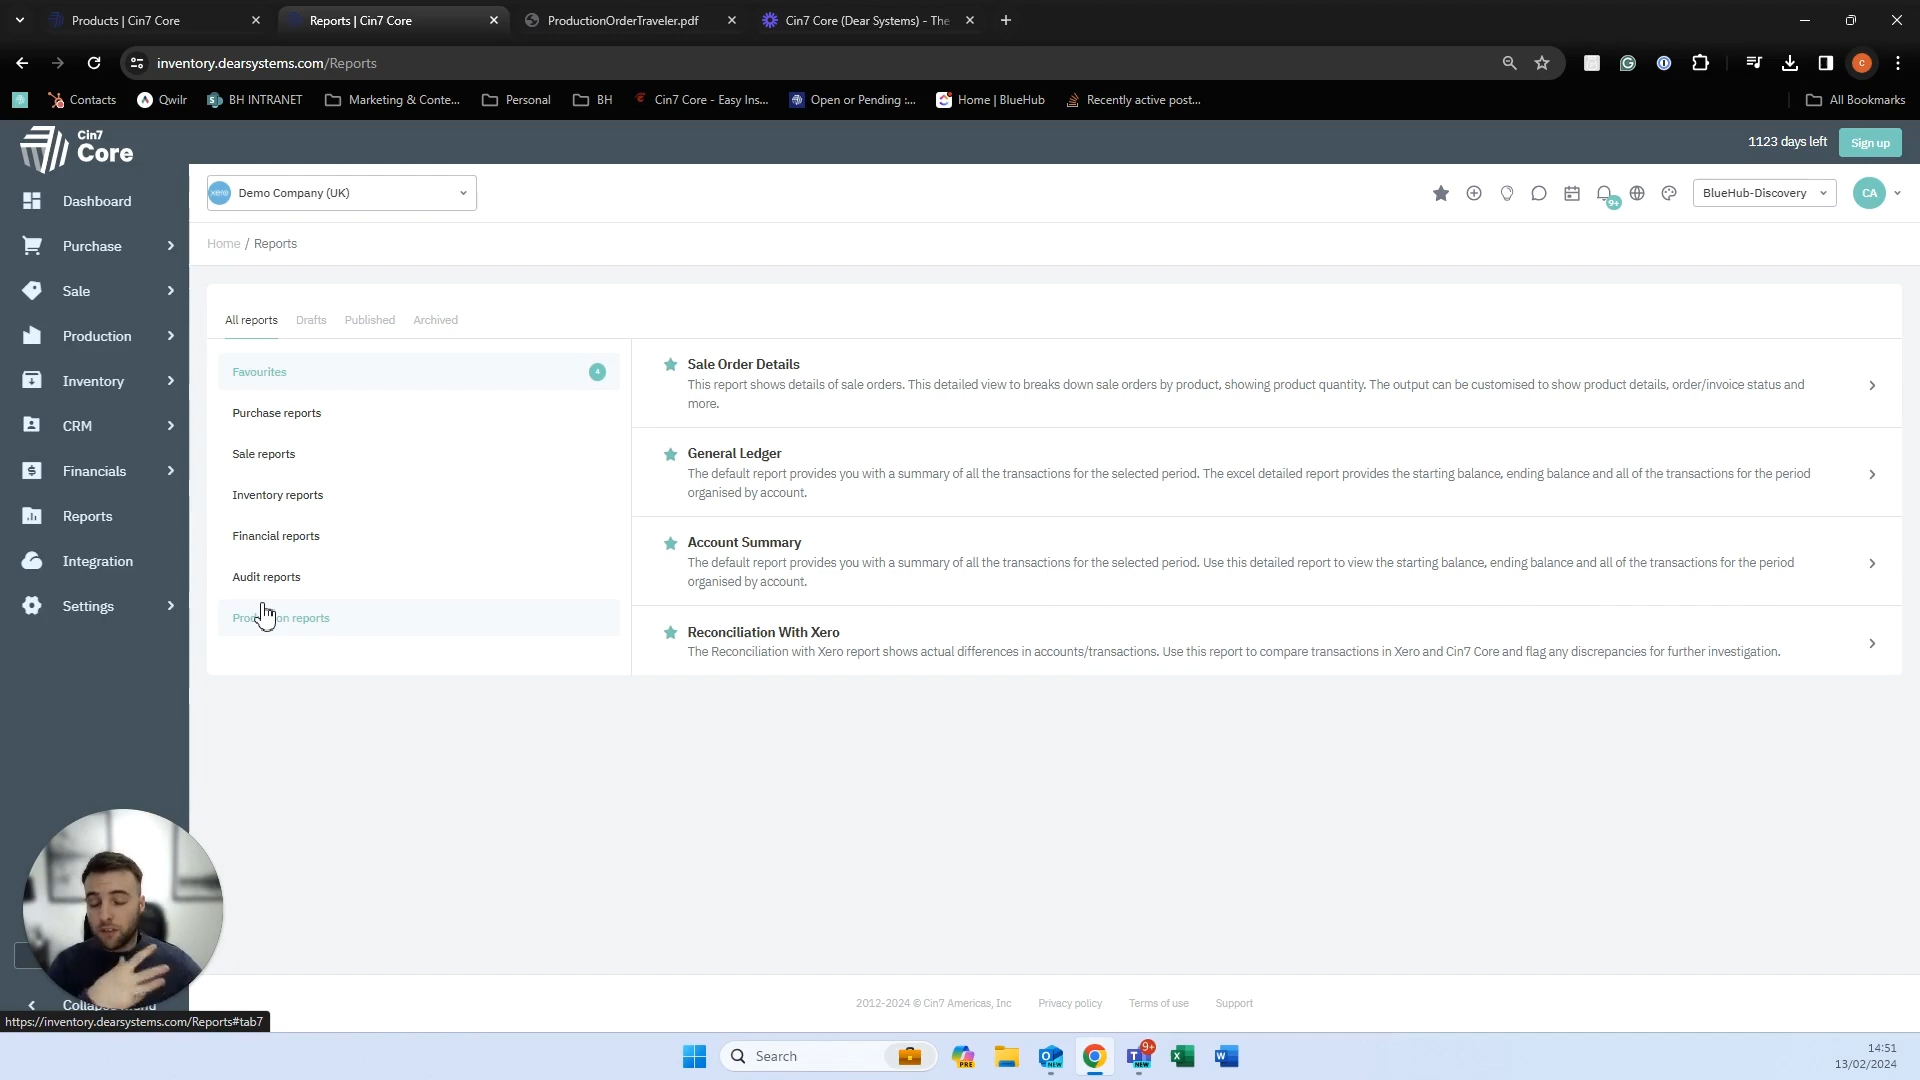 Products | Cin7 Core
Reports | Cin7 Core
ProductionOrderTraveler.pdf
Cin7 Core (Dear Systems) - The
inventory.dearsystems.com/Reports
Contacts
Qwilr
BH INTRANET
Marketing & Conte...
Personal
BH
Cin7 Core - Easy Ins...
Open or Pending :...
Home | BlueHub
Recently active post...
All Bookmarks
Cin7
Core
1123 days left
Sign up
Dashboard
Purchase
Sale
Production
Inventory
CRM
Financials
Reports
Integration
Settings
xero
Demo Company (UK)
9+
BlueHub-Discovery
CA
Home / Reports
All reports
Drafts
Published
Archived
Favourites
4
Purchase reports
Sale reports
Inventory reports
Financial reports
Audit reports
Sale Order Details
This report shows details of sale orders. This detailed view to breaks down sale orders by product, showing product quantity. The output can be customised to show product details, order/invoice status and
more.
General Ledger
The default report provides you with a summary of all the transactions for the selected period. The excel detailed report provides the starting balance, ending balance and all of the transactions for the period
organised by account.
Account Summary
The default report provides you with a summary of all the transactions for the selected period. Use this detailed report to view the starting balance, ending balance and all of the transactions for the period
organised by account.
Reconciliation With Xero
The Reconciliation with Xero report shows actual differences in accounts/transactions. Use this report to compare transactions in Xero and Cin7 Core and flag any discrepancies for further investigation.
2012-2024 © Cin7 Americas, Inc
Privacy policy
Terms of use
Support
https://inventory.dearsystems.com/Reports#tab7
Search
PRE
NEW
9+
NEW
14:51
13/02/2024